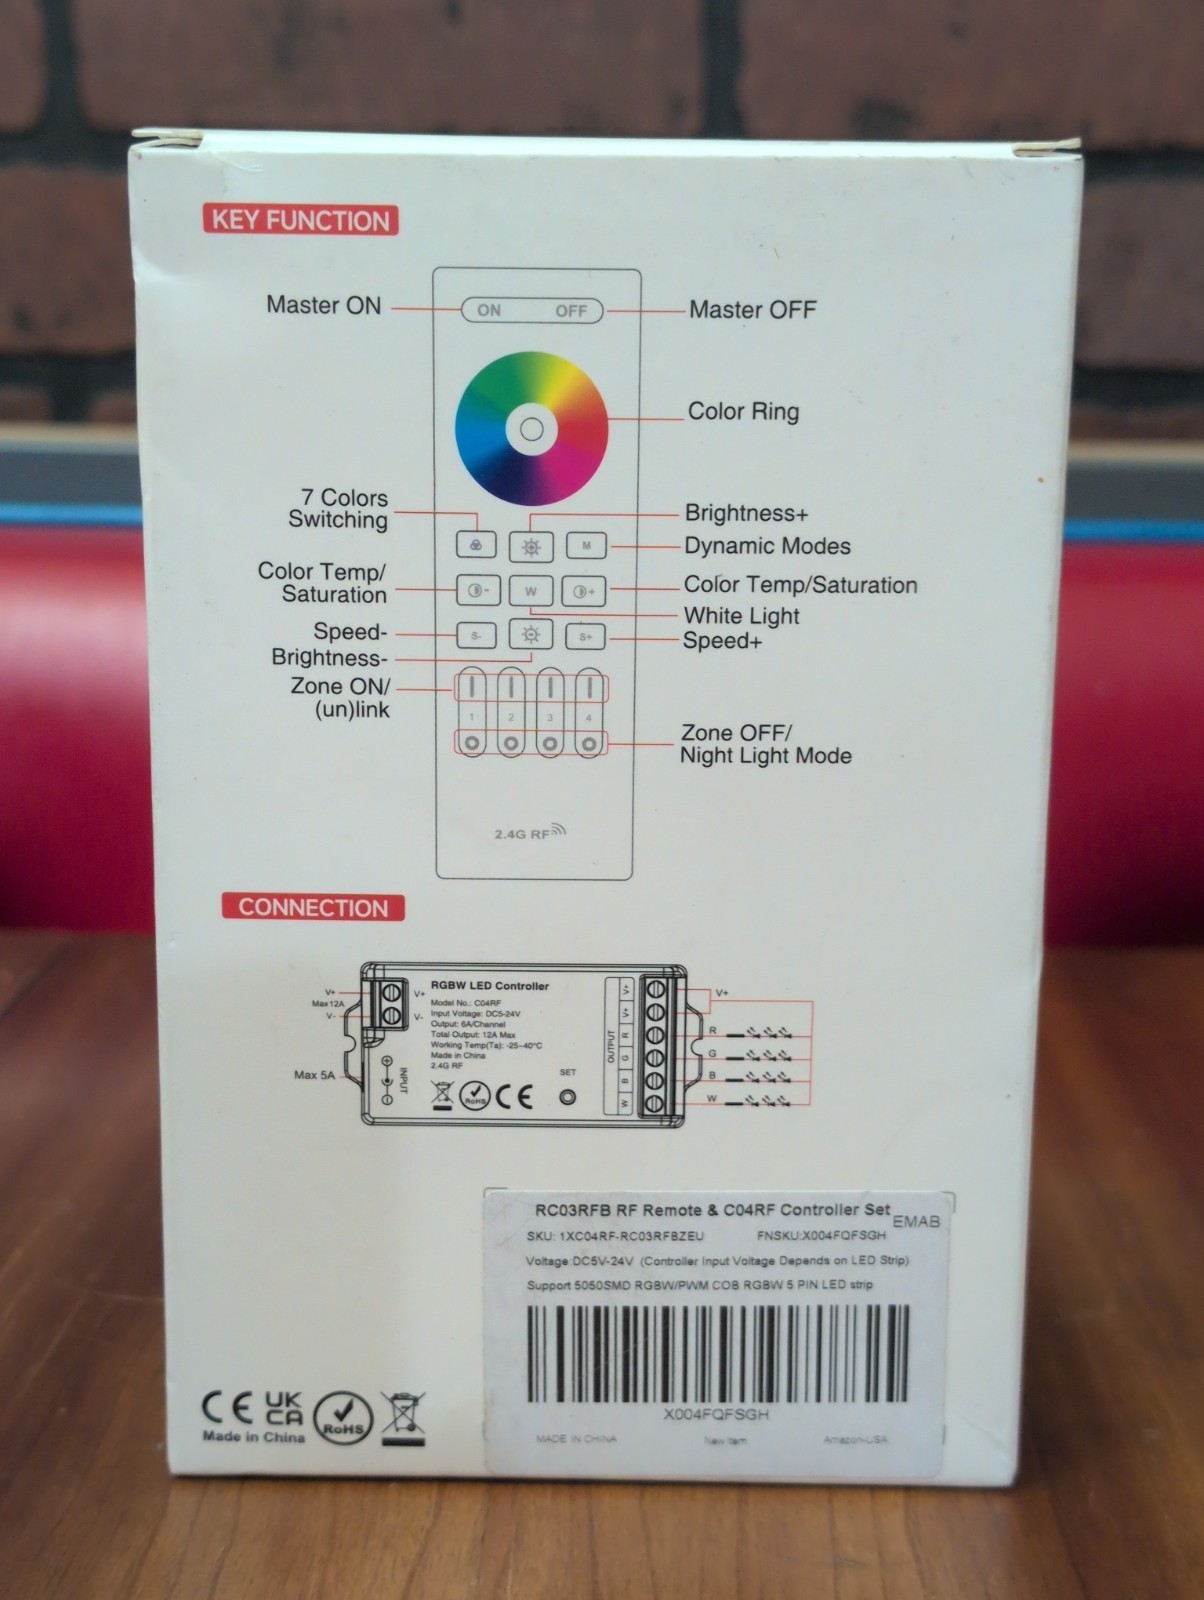 KEY FUNCTION
Master ON
ON OFF
Master OFF
Color Ring
7 Colors
Switching
Brightness+
M
Dynamic Modes
Color Temp/
Saturation
- W +
Color Temp/Saturation
White Light
Speed-
S- S+
Speed+
Brightness-
Zone ON/
(un)link
1 2 3 4
Zone OFF/
Night Light Mode
2.4G RF
CONNECTION
V+
Max12A
V-
Max 5A
V+
V-
INPUT
RGBW LED Controller
Model No.: C04RF
Input Voltage: DC5-24V
Output: 6A/Channel
Total Output: 12A Max
Working Temp(Ta): -25~40°C
Made in China
2.4G RF
RoHS CE
SET
OUTPUT
V+
V+
R
G
B
W
V+
R
G
B
W
RC03RFB RF Remote & C04RF Controller Set
EMAB
SKU: 1XC04RF-RC03RFBZEU FNSKU:X004FQFSGH
Voltage:DC5V-24V (Controller Input Voltage Depends on LED Strip)
Support 5050SMD RGBW/PWM COB RGBW 5 PIN LED strip
X004FQFSGH
MADE IN CHINA New Item Amazon-USA
CE UK
CA RoHS
Made in China